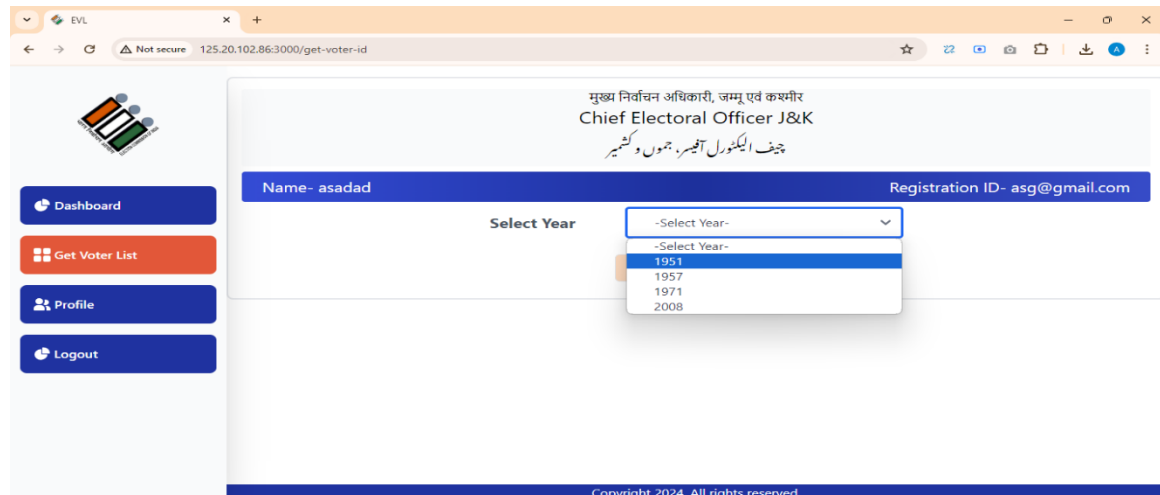 EVL
Not secure 125.20.102.86:3000/get-voter-id
A
मुख्य निर्वाचन अधिकारी, जम्मू एवं कश्मीर
Chief Electoral Officer J&K
چیف الیکٹورل آفیسر، جموں و کشمیر
Name- asadad
Registration ID- asg@gmail.com
Dashboard
Get Voter List
Profile
Logout
Select Year
-Select Year-
-Select Year-
1951
1957
1971
2008
Copyright 2024. All rights reserved